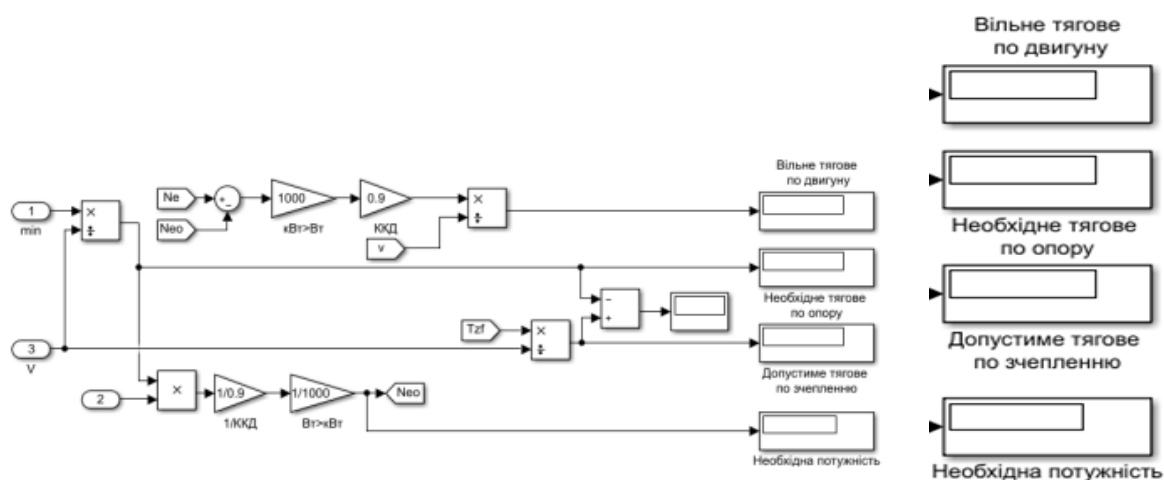 Вільне тягове
по двигуну
Необхідне тягове
по опору
Допустиме тягове
по зчепленню
Необхідна потужність
Ne
Neo
+
-
1000
кВт>Вт
0.9
ККД
v
×
÷
1
min
×
÷
3
V
2
×
1/0.9
1/ККД
1/1000
Вт>кВт
Neo
Tzf
×
÷
−
+
Вільне тягове
по двигуну
Необхідне тягове
по опору
Допустиме тягове
по зчепленню
Необхідна потужність